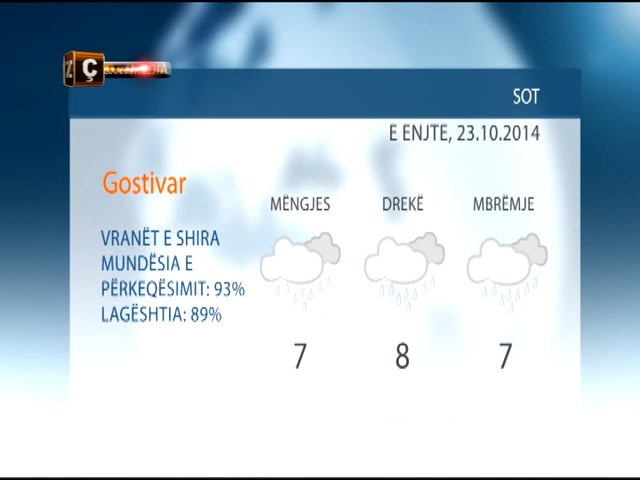 Z Ç
SOT
E ENJTE, 23.10.2014
Gostivar
MËNGJES DREKË MBRËMJE
VRANËT E SHIRA
MUNDËSIA E
PËRKEQËSIMIT: 93%
LAGËSHTIA: 89%
7 8 7